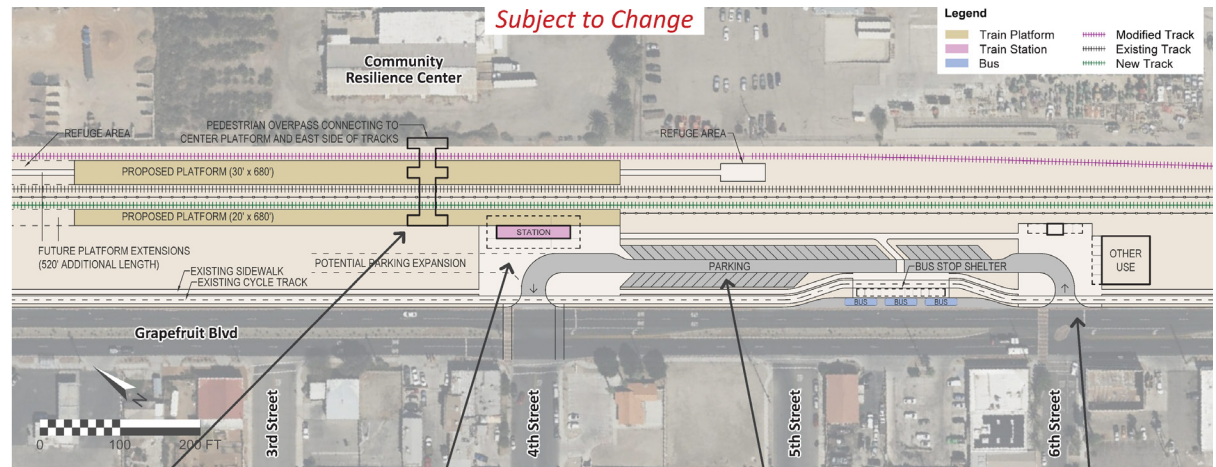 Subject to Change
Legend
Train Platform
Train Station
Bus
Modified Track
Existing Track
New Track
Community
Resilience Center
REFUGE AREA
PEDESTRIAN OVERPASS CONNECTING TO
CENTER PLATFORM AND EAST SIDE OF TRACKS
REFUGE AREA
PROPOSED PLATFORM (30' x 680')
PROPOSED PLATFORM (20' x 680')
STATION
FUTURE PLATFORM EXTENSIONS
(520' ADDITIONAL LENGTH)
POTENTIAL PARKING EXPANSION
PARKING
BUS STOP SHELTER
OTHER
USE
EXISTING SIDEWALK
EXISTING CYCLE TRACK
BUS
BUS
BUS
Grapefruit Blvd
N
0 100 200 FT
3rd Street
4th Street
5th Street
6th Street